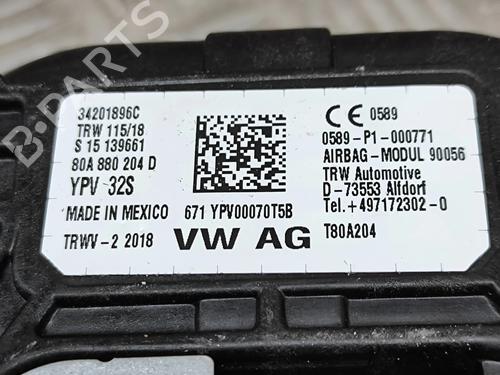 34201896C
TRW 115/18
S 15 139661
80A 880 204 D
YPV 32S
MADE IN MEXICO 671 YPV00070T5B
TRWV-2 2018 VW AG
CE 0589
0589-P1-000771
AIRBAG-MODUL 90056
TRW Automotive
D-73553 Alfdorf
Tel.+497172302-0
T80A204
B-PARTS